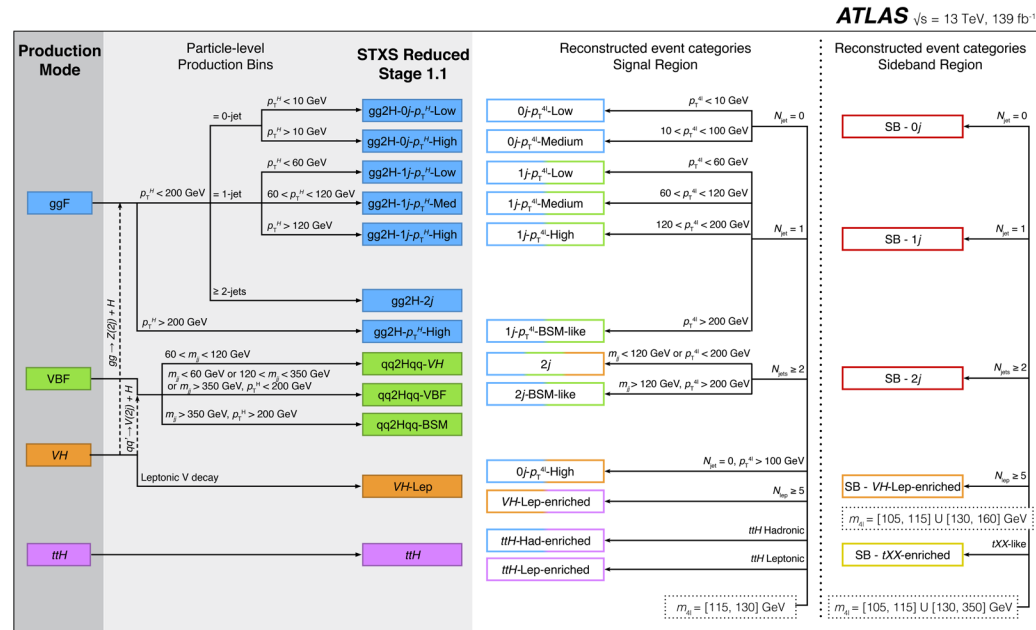 ATLAS √s = 13 TeV, 139 fb⁻¹
Production
Mode
Particle-level
Production Bins
STXS Reduced
Stage 1.1
Reconstructed event categories
Signal Region
Reconstructed event categories
Sideband Region
ggF
VBF
VH
ttH
gg → Z(2j) + H
qq' → V(2j) + H
p_T^H < 200 GeV
p_T^H > 200 GeV
= 0-jet
= 1-jet
≥ 2-jets
p_T^H < 10 GeV
p_T^H > 10 GeV
p_T^H < 60 GeV
60 < p_T^H < 120 GeV
p_T^H > 120 GeV
60 < m_jj < 120 GeV
m_jj < 60 GeV or 120 < m_jj < 350 GeV
or m_jj > 350 GeV, p_T^H < 200 GeV
m_jj > 350 GeV, p_T^H > 200 GeV
Leptonic V decay
gg2H-0j-p_T^H-Low
gg2H-0j-p_T^H-High
gg2H-1j-p_T^H-Low
gg2H-1j-p_T^H-Med
gg2H-1j-p_T^H-High
gg2H-2j
gg2H-p_T^H-High
qq2Hqq-VH
qq2Hqq-VBF
qq2Hqq-BSM
VH-Lep
ttH
0j-p_T^4l-Low
0j-p_T^4l-Medium
1j-p_T^4l-Low
1j-p_T^4l-Medium
1j-p_T^4l-High
1j-p_T^4l-BSM-like
2j
2j-BSM-like
0j-p_T^4l-High
VH-Lep-enriched
ttH-Had-enriched
ttH-Lep-enriched
p_T^4l < 10 GeV
10 < p_T^4l < 100 GeV
p_T^4l < 60 GeV
60 < p_T^4l < 120 GeV
120 < p_T^4l < 200 GeV
p_T^4l > 200 GeV
m_jj < 120 GeV or p_T^4l < 200 GeV
m_jj > 120 GeV, p_T^4l > 200 GeV
N_jet = 0, p_T^4l > 100 GeV
N_lep ≥ 5
ttH Hadronic
ttH Leptonic
N_jet = 0
N_jet = 1
N_jets ≥ 2
m_4l = [115, 130] GeV
SB - 0j
SB - 1j
SB - 2j
SB - VH-Lep-enriched
SB - tXX-enriched
N_jet = 0
N_jet = 1
N_jets ≥ 2
N_lep ≥ 5
m_4l = [105, 115] U [130, 160] GeV
tXX-like
m_4l = [105, 115] U [130, 350] GeV